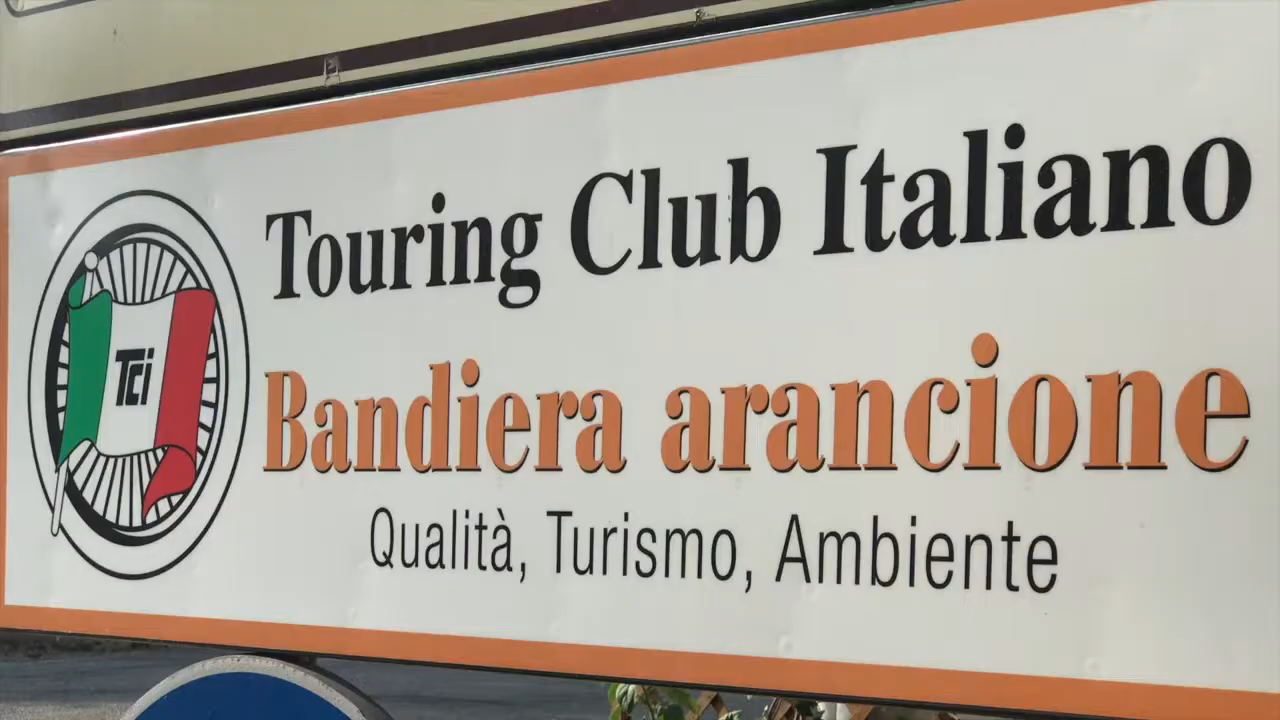 Touring Club Italiano
Tci
Bandiera arancione
Qualità, Turismo, Ambiente